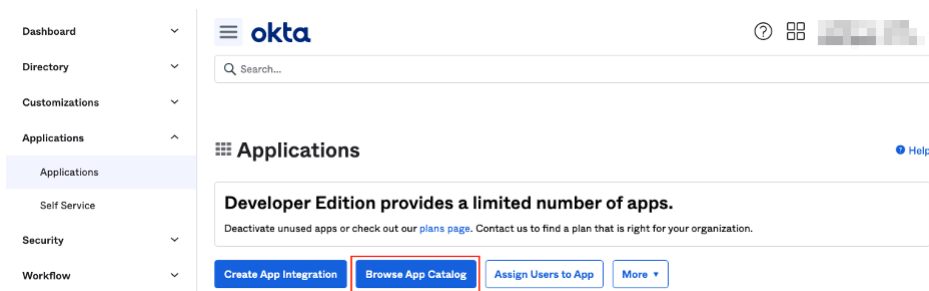 Dashboard
Directory
Customizations
Applications
Applications
Self Service
Security
Workflow
okta
Search...
Applications
Help
Developer Edition provides a limited number of apps.
Deactivate unused apps or check out our plans page. Contact us to find a plan that is right for your organization.
Create App Integration Browse App Catalog Assign Users to App More